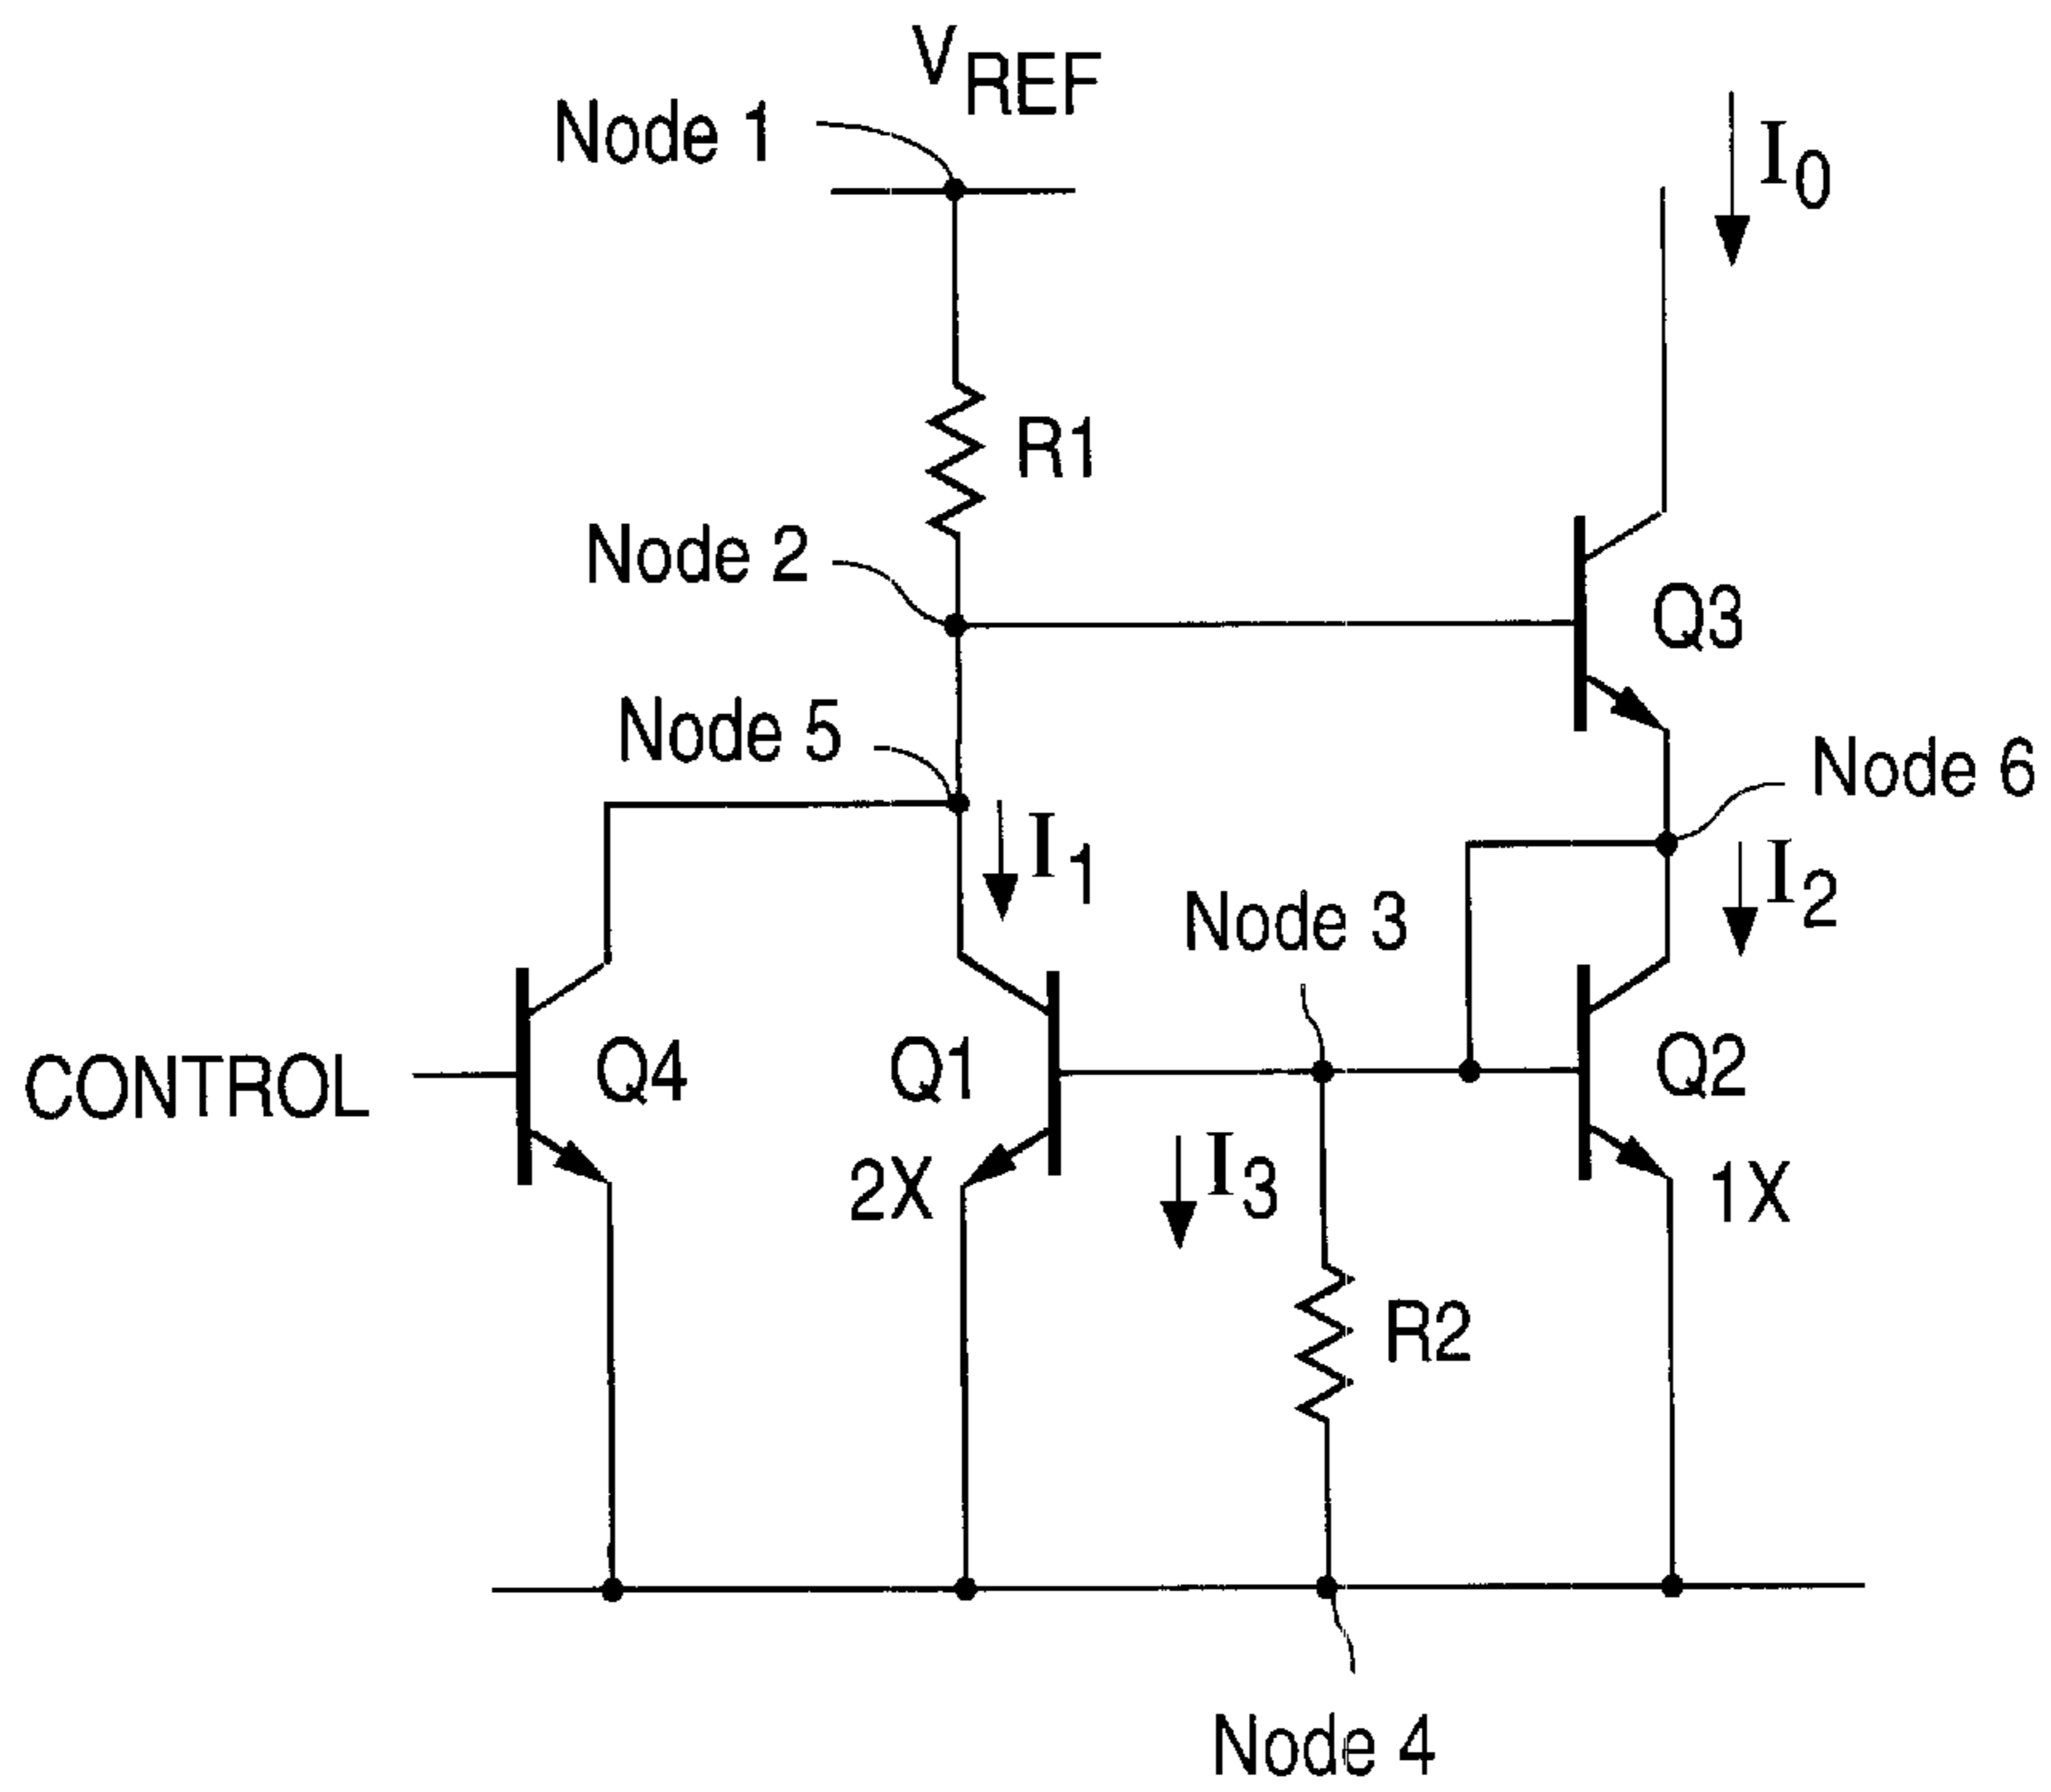 VREF
Node 1
I0
R1
Node 2
Q3
Node 5
Node 6
I1
I2
Node 3
CONTROL
Q4
Q1
Q2
2X
I3
1X
R2
Node 4